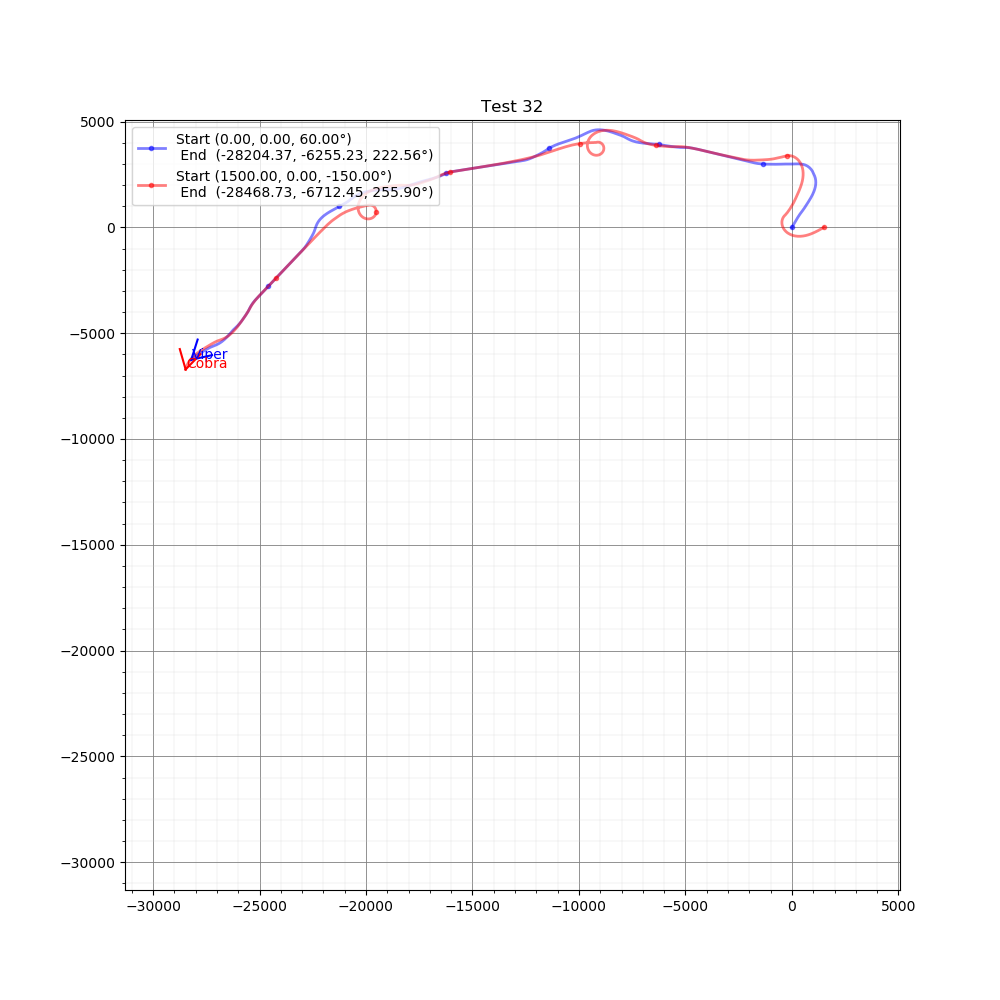 Test 32
Start (0.00, 0.00, 60.00°)
End (-28204.37, -6255.23, 222.56°)
Start (1500.00, 0.00, -150.00°)
End (-28468.73, -6712.45, 255.90°)
5000
0
−5000
−10000
−15000
−20000
−25000
−30000
Viper
Cobra
−30000 −25000 −20000 −15000 −10000 −5000 0 5000